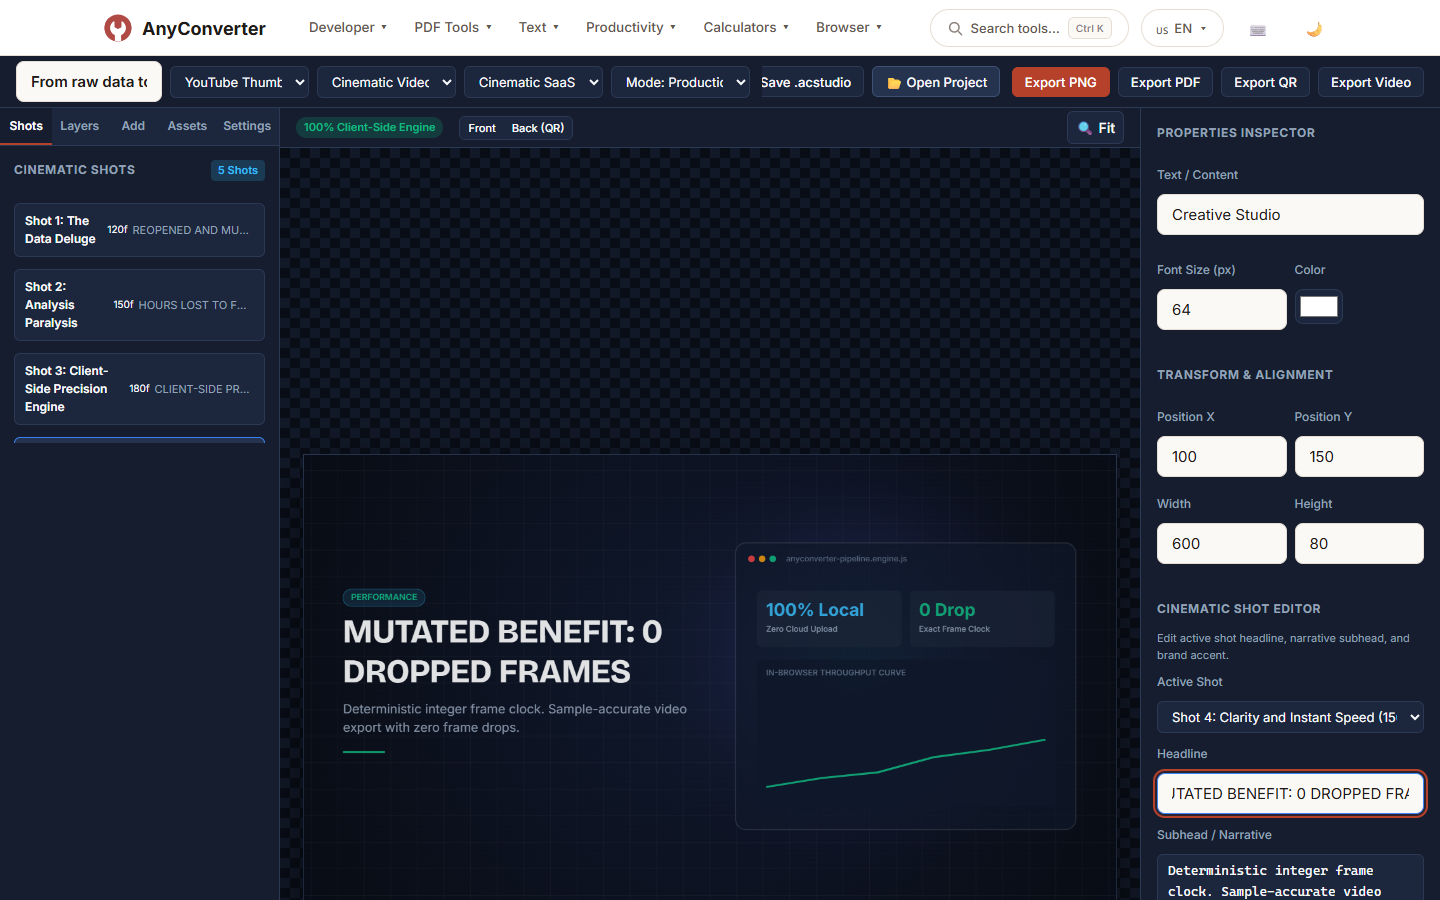 AnyConverter
Developer
PDF Tools
Text
Productivity
Calculators
Browser
Search tools...
Ctrl K
us EN
From raw data to
YouTube Thumb
Cinematic Video
Cinematic SaaS
Mode: Productio
Save .acstudio
Open Project
Export PNG
Export PDF
Export QR
Export Video
Shots
Layers
Add
Assets
Settings
100% Client-Side Engine
Front
Back (QR)
Fit
CINEMATIC SHOTS
5 Shots
Shot 1: The
Data Deluge
120f REOPENED AND MU...
Shot 2:
Analysis
Paralysis
150f HOURS LOST TO F...
Shot 3: Client-
Side Precision
Engine
180f CLIENT-SIDE PR...
PERFORMANCE
MUTATED BENEFIT: 0
DROPPED FRAMES
Deterministic integer frame clock. Sample-accurate video
export with zero frame drops.
anyconverter-pipeline.engine.js
100% Local
Zero Cloud Upload
0 Drop
Exact Frame Clock
IN-BROWSER THROUGHPUT CURVE
PROPERTIES INSPECTOR
Text / Content
Creative Studio
Font Size (px)
Color
64
TRANSFORM & ALIGNMENT
Position X
Position Y
100
150
Width
Height
600
80
CINEMATIC SHOT EDITOR
Edit active shot headline, narrative subhead, and
brand accent.
Active Shot
Shot 4: Clarity and Instant Speed (15
Headline
UTATED BENEFIT: 0 DROPPED FRA
Subhead / Narrative
Deterministic integer frame
clock. Sample-accurate video